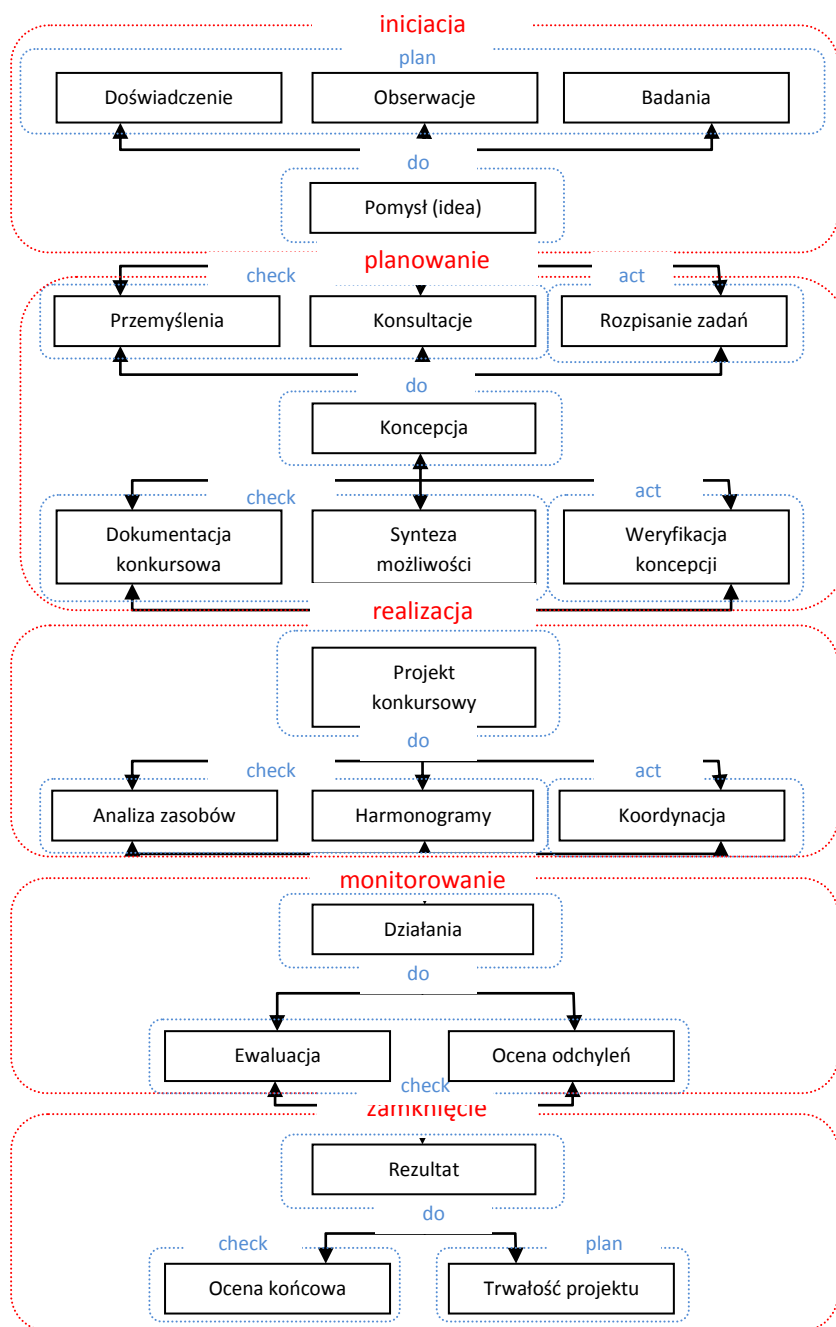 inicjacja
plan
Doświadczenie
Obserwacje
Badania
do
Pomysł (idea)
planowanie
check
act
Przemyślenia
Konsultacje
Rozpisanie zadań
do
Koncepcja
check
act
Dokumentacja
konkursowa
Synteza
możliwości
Weryfikacja
koncepcji
realizacja
Projekt
konkursowy
do
check
act
Analiza zasobów
Harmonogramy
Koordynacja
monitorowanie
Działania
do
Ewaluacja
Ocena odchyleń
check
zamknięcie
Rezultat
do
check
plan
Ocena końcowa
Trwałość projektu